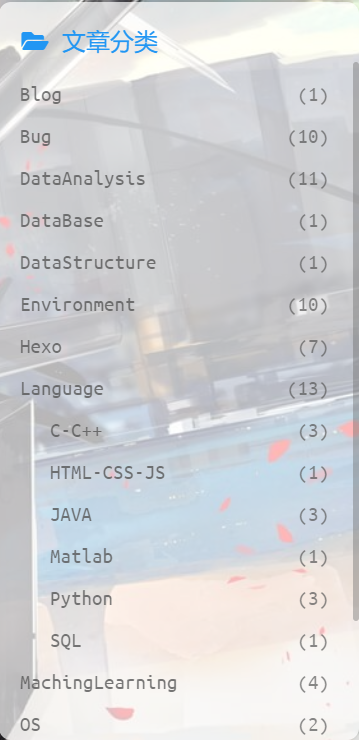 文章分类
Blog (1)
Bug (10)
DataAnalysis (11)
DataBase (1)
DataStructure (1)
Environment (10)
Hexo (7)
Language (13)
C-C++ (3)
HTML-CSS-JS (1)
JAVA (3)
Matlab (1)
Python (3)
SQL (1)
MachingLearning (4)
OS (2)